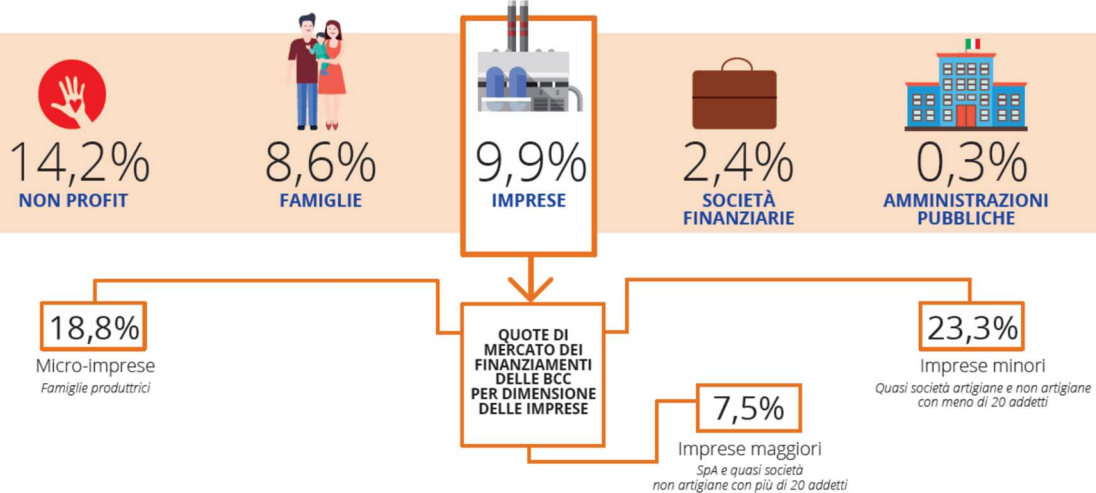 14,2%
NON PROFIT
8,6%
FAMIGLIE
9,9%
IMPRESE
2,4%
SOCIETÀ
FINANZIARIE
0,3%
AMMINISTRAZIONI
PUBBLICHE
18,8%
Micro-imprese
Famiglie produttrici
QUOTE DI
MERCATO DEI
FINANZIAMENTI
DELLE BCC
PER DIMENSIONE
DELLE IMPRESE
7,5%
Imprese maggiori
SpA e quasi società
non artigiane con più di 20 addetti
23,3%
Imprese minori
Quasi società artigiane e non artigiane
con meno di 20 addetti